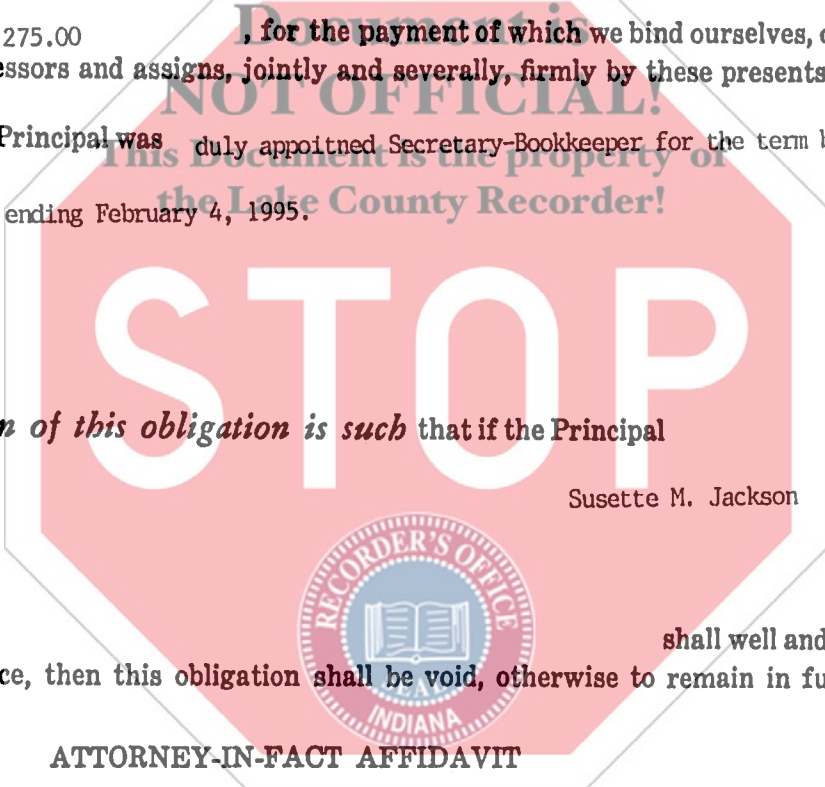 Document is
275.00 , for the payment of which we bind ourselves,
essors and assigns, jointly and severally, firmly by these presents
NOT OFFICIAL!
Principal was duly appoitned Secretary-Bookkeeper for the term
This Document is the property of
the Lake County Recorder!
ending February 4, 1995.
STOP
n of this obligation is such that if the Principal
Susette M. Jackson
RECORDER'S OFFICE
SEAL
INDIANA
shall well and
ce, then this obligation shall be void, otherwise to remain in fu
ATTORNEY-IN-FACT AFFIDAVIT